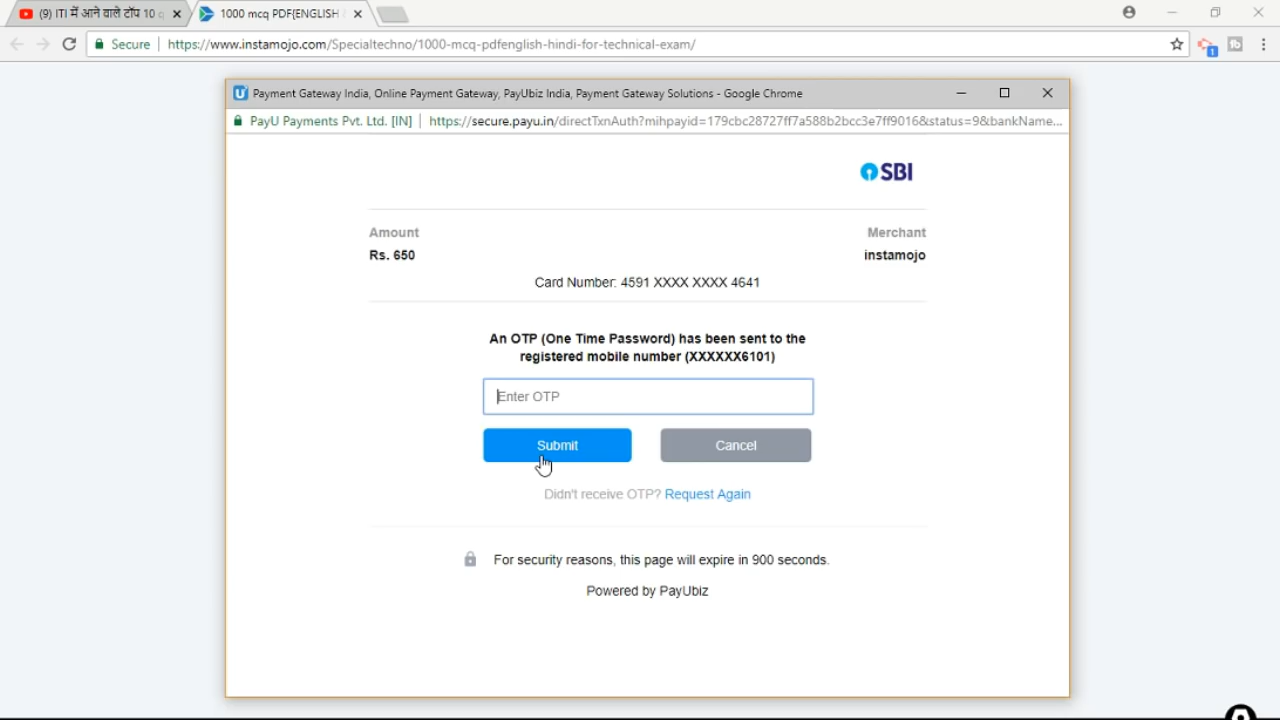 (9) ITI में आने वाले टॉप 10 q
1000 mcq PDF(ENGLISH
Secure
https://www.instamojo.com/Specialtechno/1000-mcq-pdfenglish-hindi-for-technical-exam/
1
Payment Gateway India, Online Payment Gateway, PayUbiz India, Payment Gateway Solutions - Google Chrome
PayU Payments Pvt. Ltd. [IN]
https://secure.payu.in/directTxnAuth?mihpayid=179cbc28727ff7a588b2bcc3e7ff9016&status=9&bankName...
SBI
Amount Merchant
Rs. 650 instamojo
Card Number: 4591 XXXX XXXX 4641
An OTP (One Time Password) has been sent to the
registered mobile number (XXXXXX6101)
Enter OTP
Submit Cancel
Didn't receive OTP? Request Again
For security reasons, this page will expire in 900 seconds.
Powered by PayUbiz